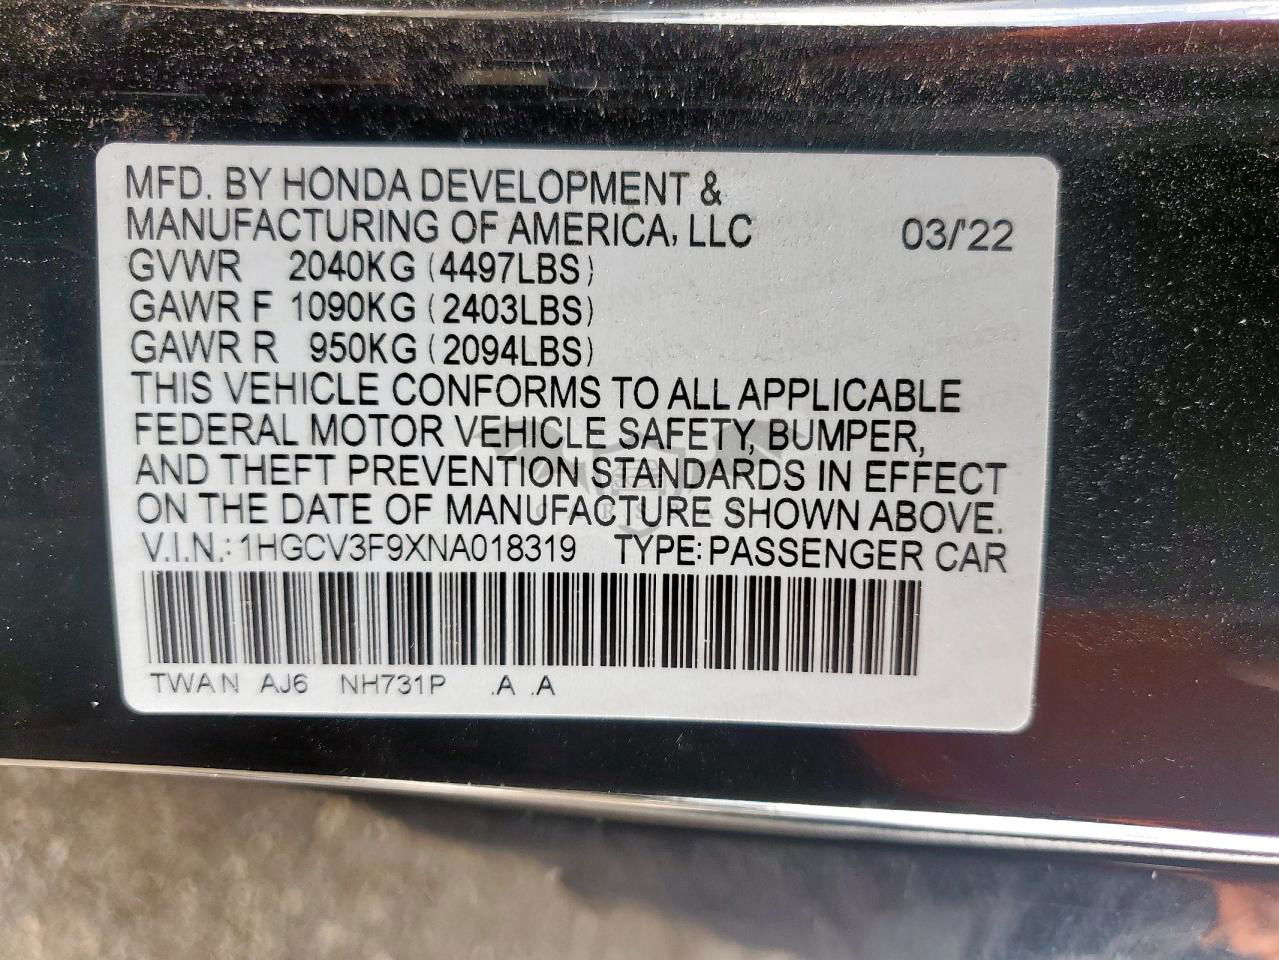 MFD. BY HONDA DEVELOPMENT &
MANUFACTURING OF AMERICA, LLC 03/'22
GVWR 2040KG (4497LBS)
GAWR F 1090KG (2403LBS)
GAWR R 950KG (2094LBS)
THIS VEHICLE CONFORMS TO ALL APPLICABLE
FEDERAL MOTOR VEHICLE SAFETY, BUMPER,
AND THEFT PREVENTION STANDARDS IN EFFECT
ON THE DATE OF MANUFACTURE SHOWN ABOVE.
V.I.N.: 1HGCV3F9XNA018319 TYPE: PASSENGER CAR
TWAN AJ6 NH731P .A .A